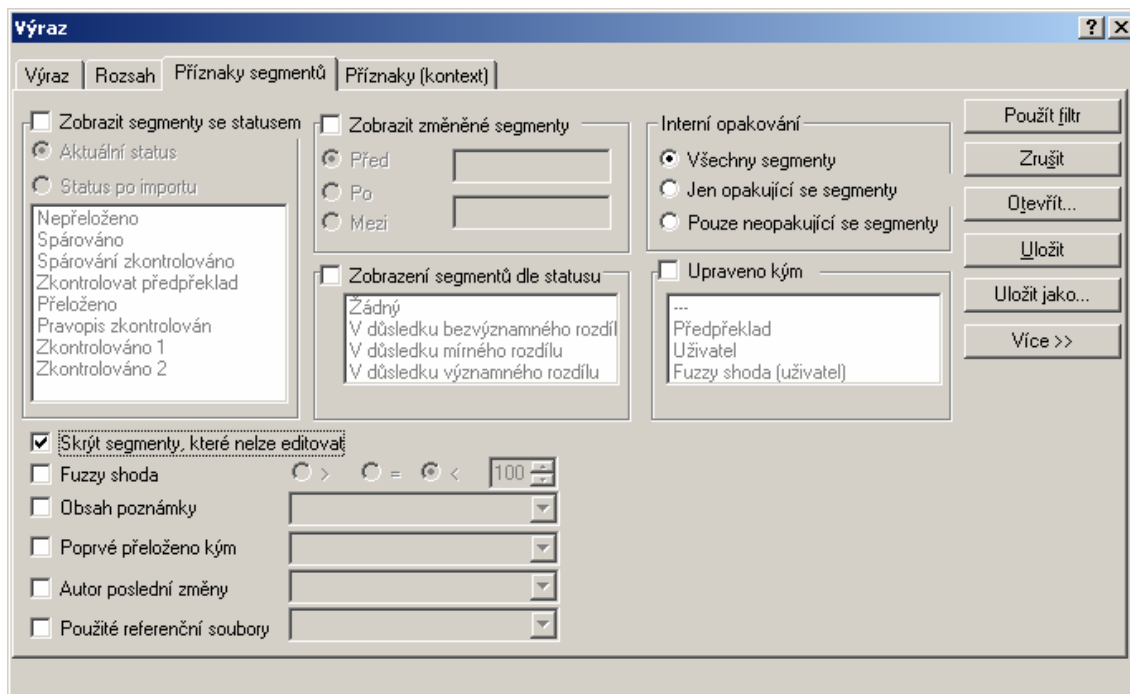 Výraz
Výraz
Rozsah
Příznaky segmentů
Příznaky (kontext)
Zobrazit segmenty se statusem
Aktuální status
Status po importu
Nepřeloženo
Spárováno
Spárování zkontrolováno
Zkontrolovat předpřeklad
Přeloženo
Pravopis zkontrolován
Zkontrolováno 1
Zkontrolováno 2
Zobrazit změněné segmenty
Před
Po
Mezi
Interní opakování
Všechny segmenty
Jen opakující se segmenty
Pouze neopakující se segmenty
Zobrazení segmentů dle statusu
Žádný
V důsledku bezvýznamného rozdíl
V důsledku mírného rozdílu
V důsledku významného rozdílu
Upraveno kým
---
Předpřeklad
Uživatel
Fuzzy shoda (uživatel)
Použít filtr
Zrušit
Otevřít...
Uložit
Uložit jako...
Více >>
Skrýt segmenty, které nelze editovat
Fuzzy shoda > = < 100
Obsah poznámky
Poprvé přeloženo kým
Autor poslední změny
Použité referenční soubory